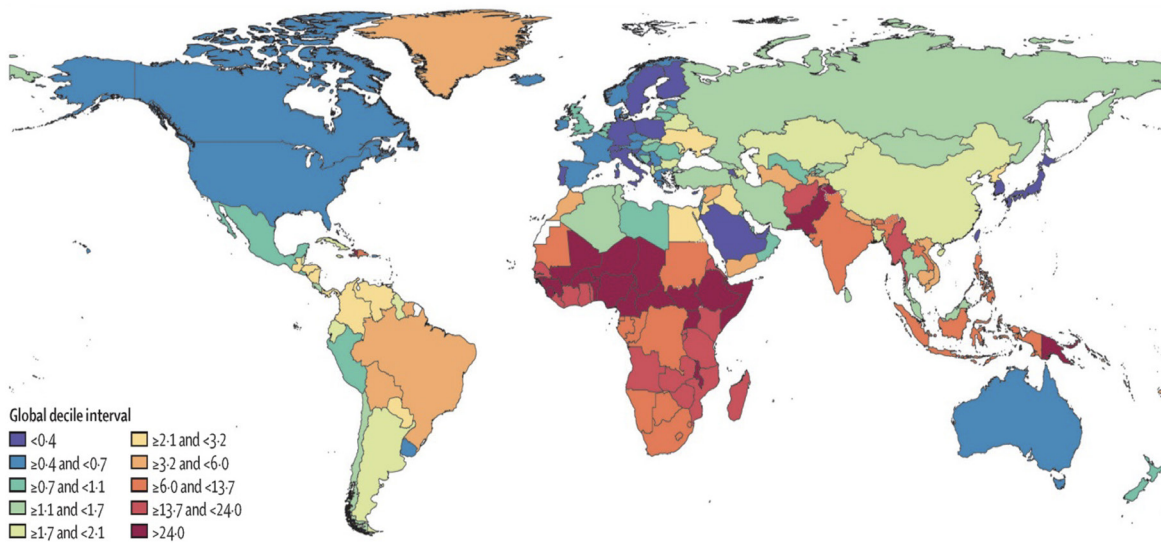 Global decile interval
<0·4
≥0·4 and <0·7
≥0·7 and <1·1
≥1·1 and <1·7
≥1·7 and <2·1
≥2·1 and <3·2
≥3·2 and <6·0
≥6·0 and <13·7
≥13·7 and <24·0
>24·0